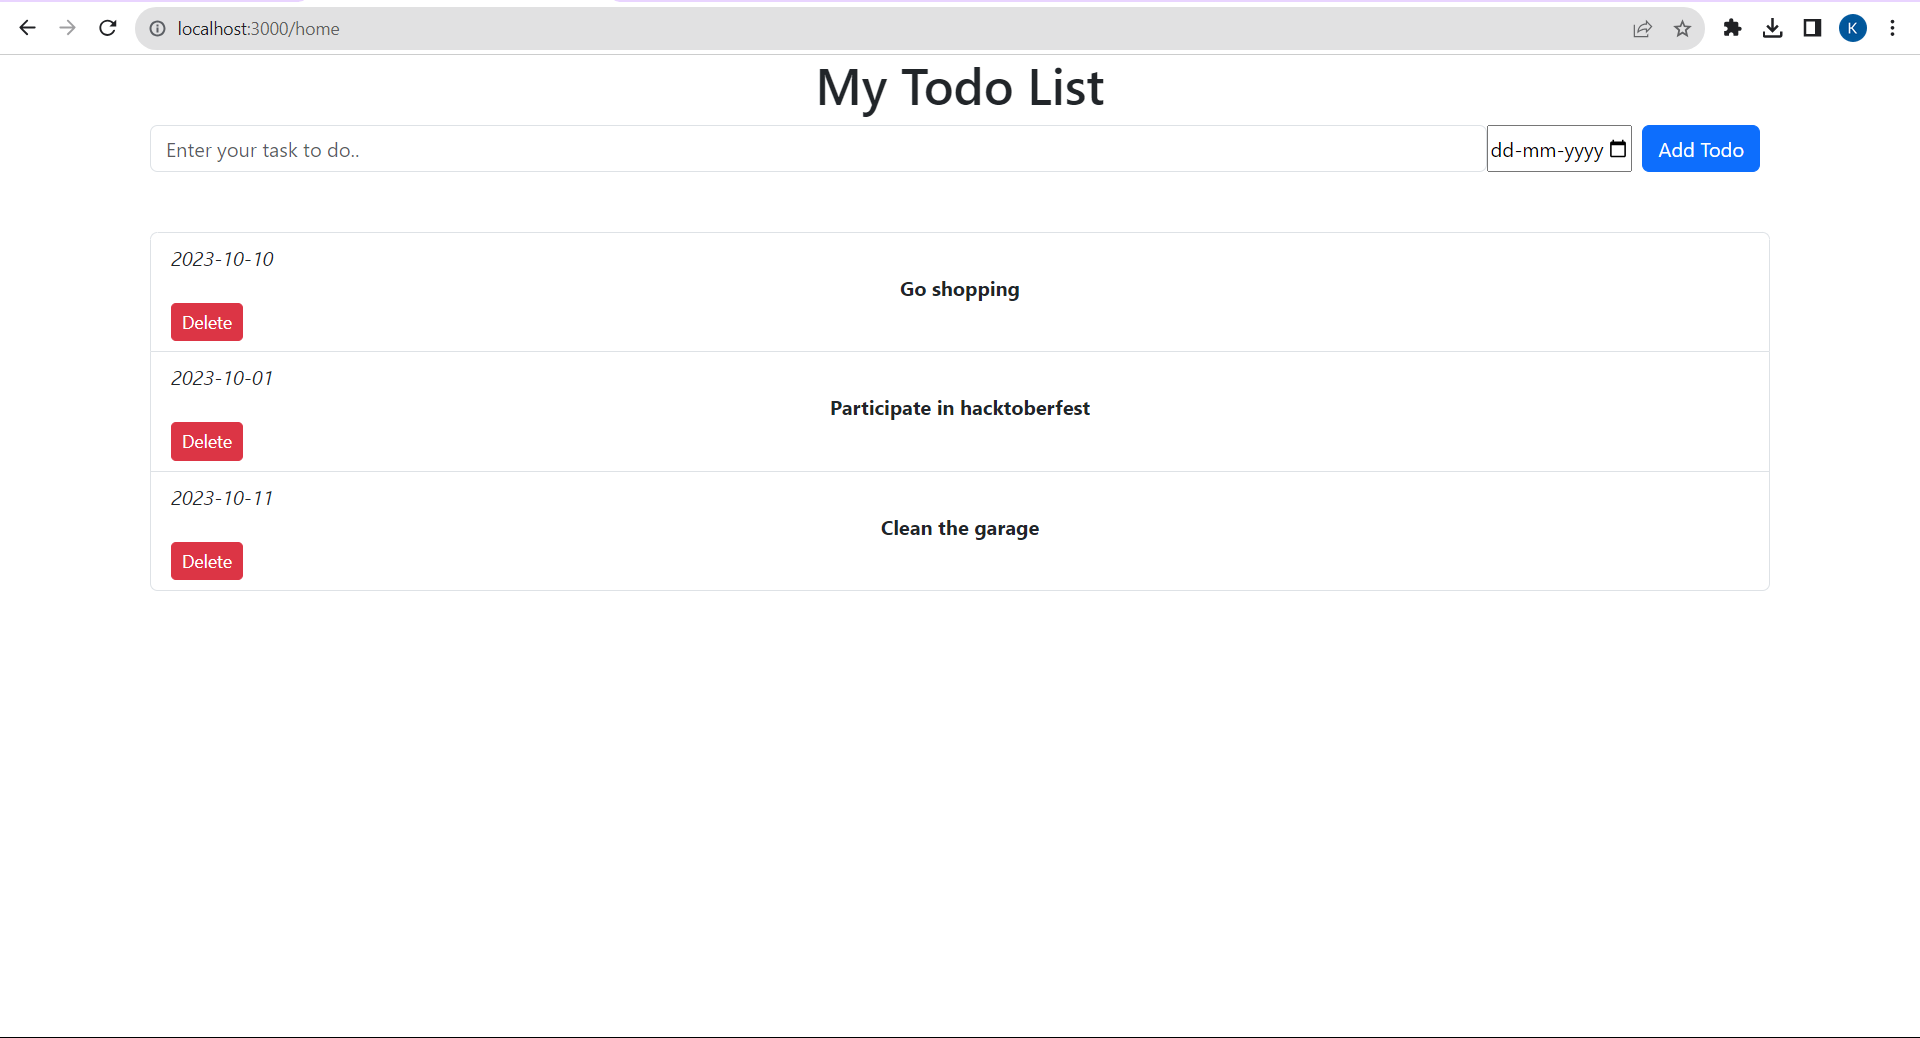 localhost:3000/home
K
My Todo List
Enter your task to do..
dd-mm-yyyy
Add Todo
2023-10-10
Go shopping
Delete
2023-10-01
Participate in hacktoberfest
Delete
2023-10-11
Clean the garage
Delete